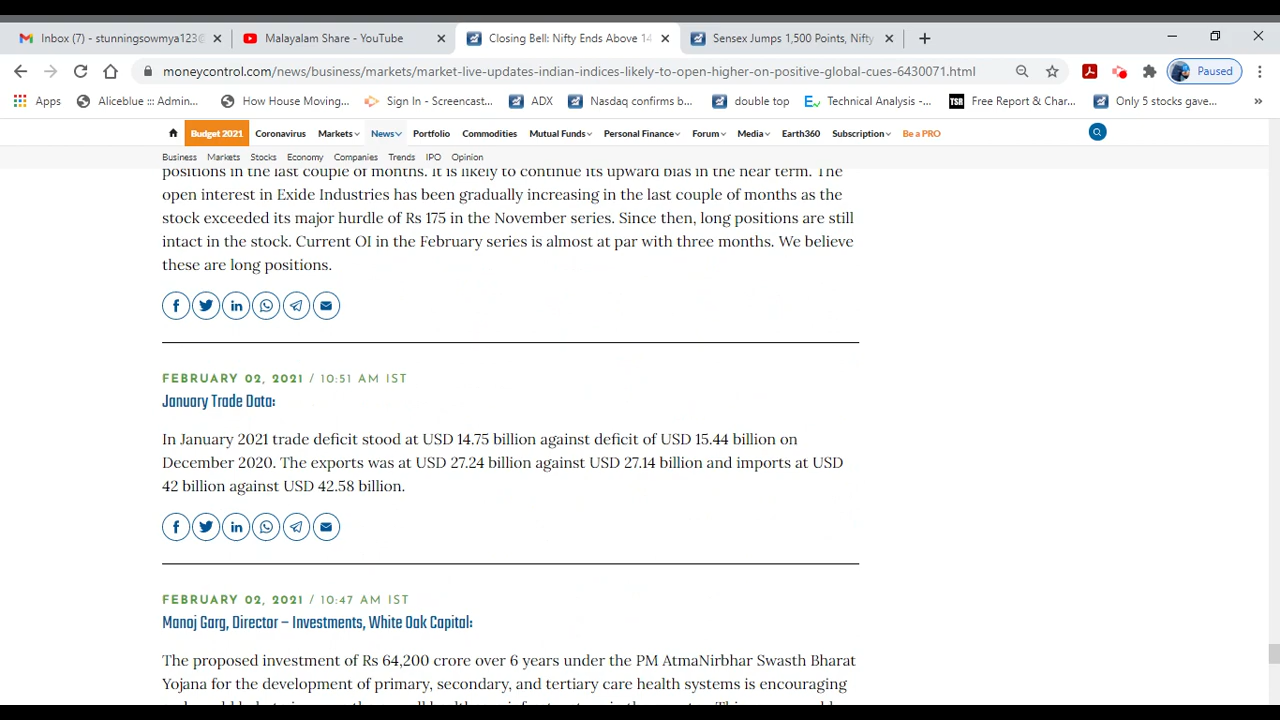 Inbox (7) - stunningsowmya123@
Malayalam Share - YouTube
Closing Bell: Nifty Ends Above 14
Sensex Jumps 1,500 Points, Nifty
moneycontrol.com/news/business/markets/market-live-updates-indian-indices-likely-to-open-higher-on-positive-global-cues-6430071.html
Paused
Apps
Aliceblue ::: Admin...
How House Moving...
Sign In - Screencast...
ADX
Nasdaq confirms b...
double top
Technical Analysis -...
TSR
Free Report & Char...
Only 5 stocks gave...
»
Budget 2021 Coronavirus Markets News Portfolio Commodities Mutual Funds Personal Finance Forum Media Earth360 Subscription Be a PRO
Business Markets Stocks Economy Companies Trends IPO Opinion
positions in the last couple of months. It is likely to continue its upward bias in the near term. The
open interest in Exide Industries has been gradually increasing in the last couple of months as the
stock exceeded its major hurdle of Rs 175 in the November series. Since then, long positions are still
intact in the stock. Current OI in the February series is almost at par with three months. We believe
these are long positions.
FEBRUARY 02, 2021 / 10:51 AM IST
January Trade Data:
In January 2021 trade deficit stood at USD 14.75 billion against deficit of USD 15.44 billion on
December 2020. The exports was at USD 27.24 billion against USD 27.14 billion and imports at USD
42 billion against USD 42.58 billion.
FEBRUARY 02, 2021 / 10:47 AM IST
Manoj Garg, Director – Investments, White Oak Capital:
The proposed investment of Rs 64,200 crore over 6 years under the PM AtmaNirbhar Swasth Bharat
Yojana for the development of primary, secondary, and tertiary care health systems is encouraging